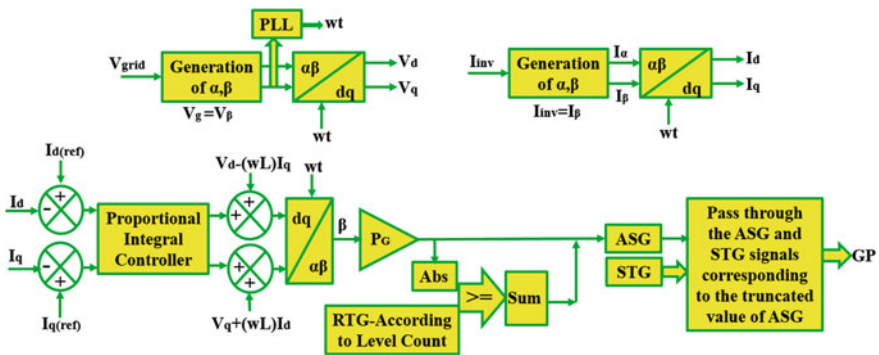 PLL
wt
Vgrid
Generation
of α,β
αβ
dq
Vd
Vq
Vg=Vβ
wt
Iinv
Generation
of α,β
Iα
Iβ
αβ
dq
Id
Iq
Iinv=Iβ
wt
Id(ref)
Vd-(wL)Iq
wt
Id
+
-
Proportional
Integral
Controller
+
+
dq
αβ
β
PG
Iq
-
+
+
+
Iq(ref)
Vq+(wL)Id
Abs
>=
Sum
RTG-According
to Level Count
ASG
STG
Pass through
the ASG and
STG signals
corresponding
to the truncated
value of ASG
GP